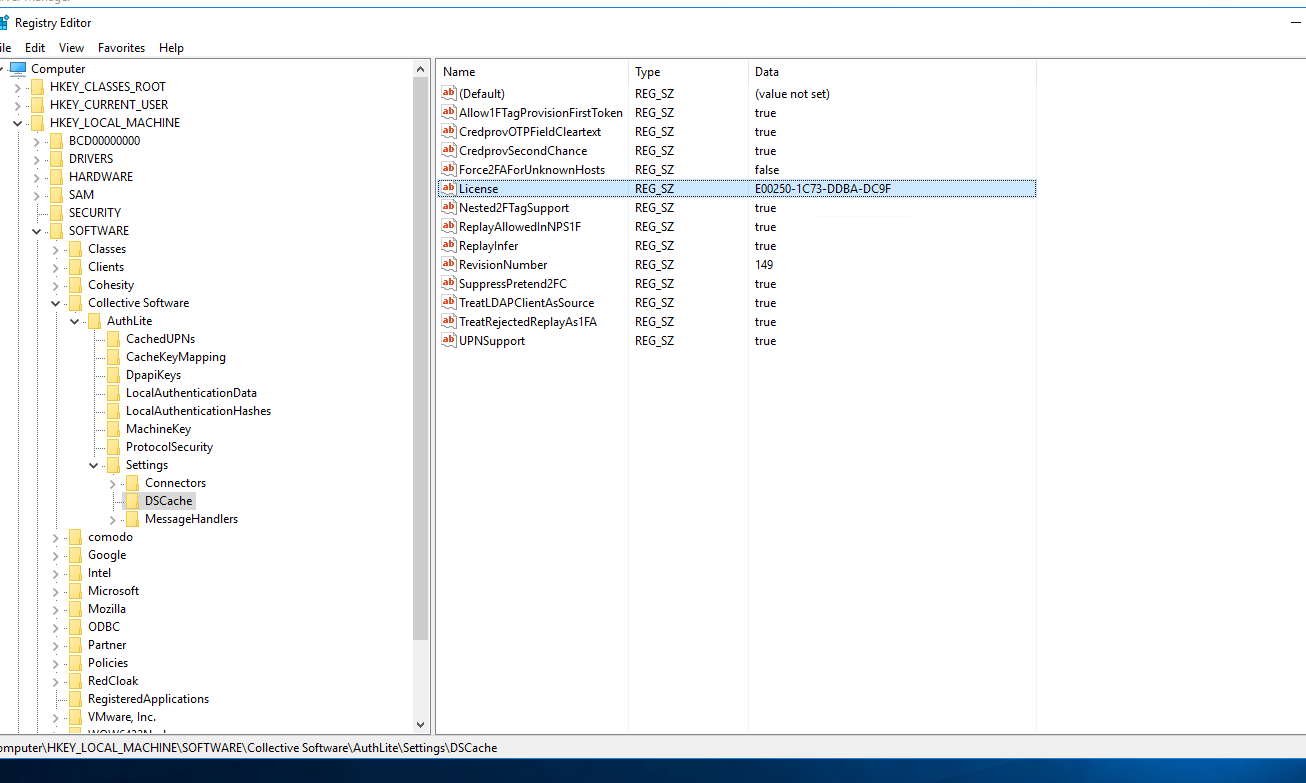 Registry Editor
Edit View Favorites Help
Computer
HKEY_CLASSES_ROOT
HKEY_CURRENT_USER
HKEY_LOCAL_MACHINE
BCD00000000
DRIVERS
HARDWARE
SAM
SECURITY
SOFTWARE
Classes
Clients
Cohesity
Collective Software
AuthLite
CachedUPNs
CacheKeyMapping
DpapiKeys
LocalAuthenticationData
LocalAuthenticationHashes
MachineKey
ProtocolSecurity
Settings
Connectors
DSCache
MessageHandlers
comodo
Google
Intel
Microsoft
Mozilla
ODBC
Partner
Policies
RedCloak
RegisteredApplications
VMware, Inc.
Name Type Data
(Default) REG_SZ (value not set)
Allow1FTagProvisionFirstToken REG_SZ true
CredprovOTPFieldCleartext REG_SZ true
CredprovSecondChance REG_SZ true
Force2FAForUnknownHosts REG_SZ false
License REG_SZ E00250-1C73-DDBA-DC9F
Nested2FTagSupport REG_SZ true
ReplayAllowedInNPS1F REG_SZ true
ReplayInfer REG_SZ true
RevisionNumber REG_SZ 149
SuppressPretend2FC REG_SZ true
TreatLDAPClientAsSource REG_SZ true
TreatRejectedReplayAs1FA REG_SZ true
UPNSupport REG_SZ true
omputer\HKEY_LOCAL_MACHINE\SOFTWARE\Collective Software\AuthLite\Settings\DSCache